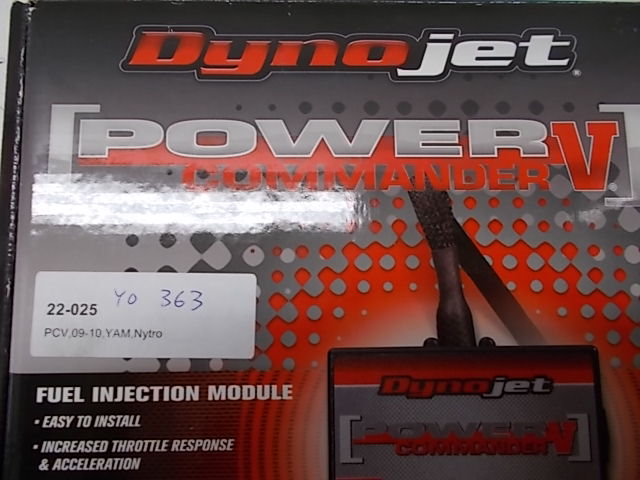 Dynojet®
POWER V
COMMANDER
22-025 YO 363
PCV,09-10,YAM,Nytro
FUEL INJECTION MODULE
• EASY TO INSTALL
• INCREASED THROTTLE RESPONSE
& ACCELERATION
Dynojet
POWER V
COMMANDER